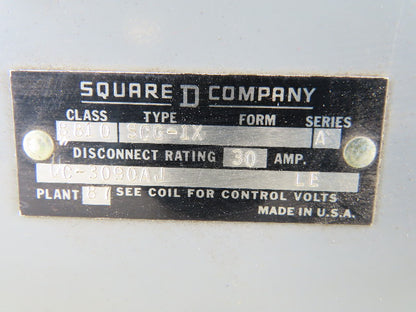 SQUARE D COMPANY
CLASS TYPE FORM SERIES
SCG-1X A
DISCONNECT RATING 30 AMP.
LE
PLANT SEE COIL FOR CONTROL VOLTS
MADE IN U.S.A.